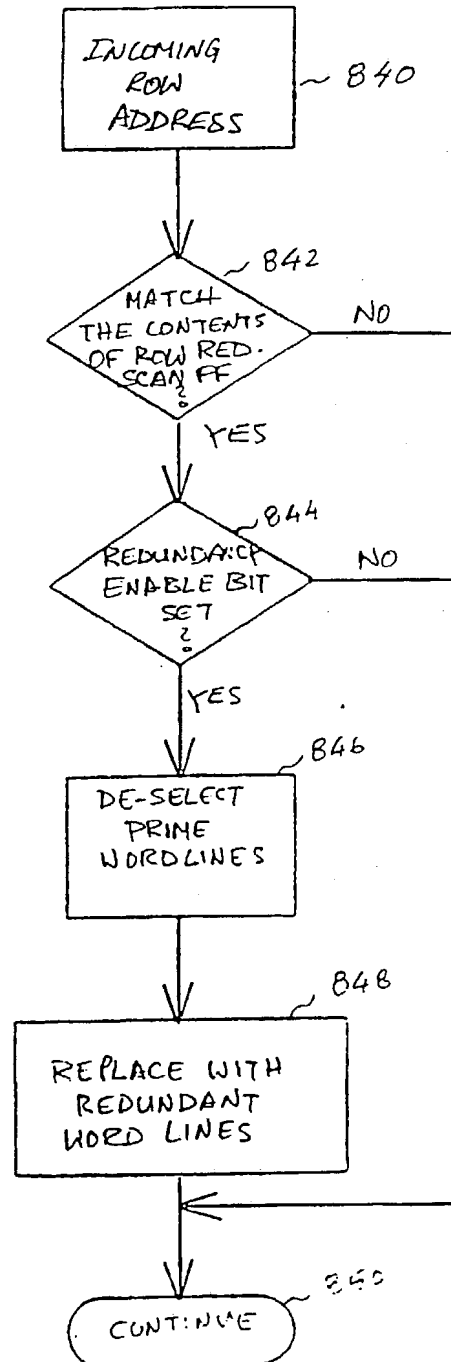 INCOMING
ROW
ADDRESS
840
842
MATCH
THE CONTENTS
OF ROW RED.
SCAN FF
?
NO
YES
844
ENABLE BIT
SET
?
NO
YES
846
DE-SELECT
PRIME
WORDLINES
848
REPLACE WITH
REDUNDANT
WORD LINES
CONTINUE